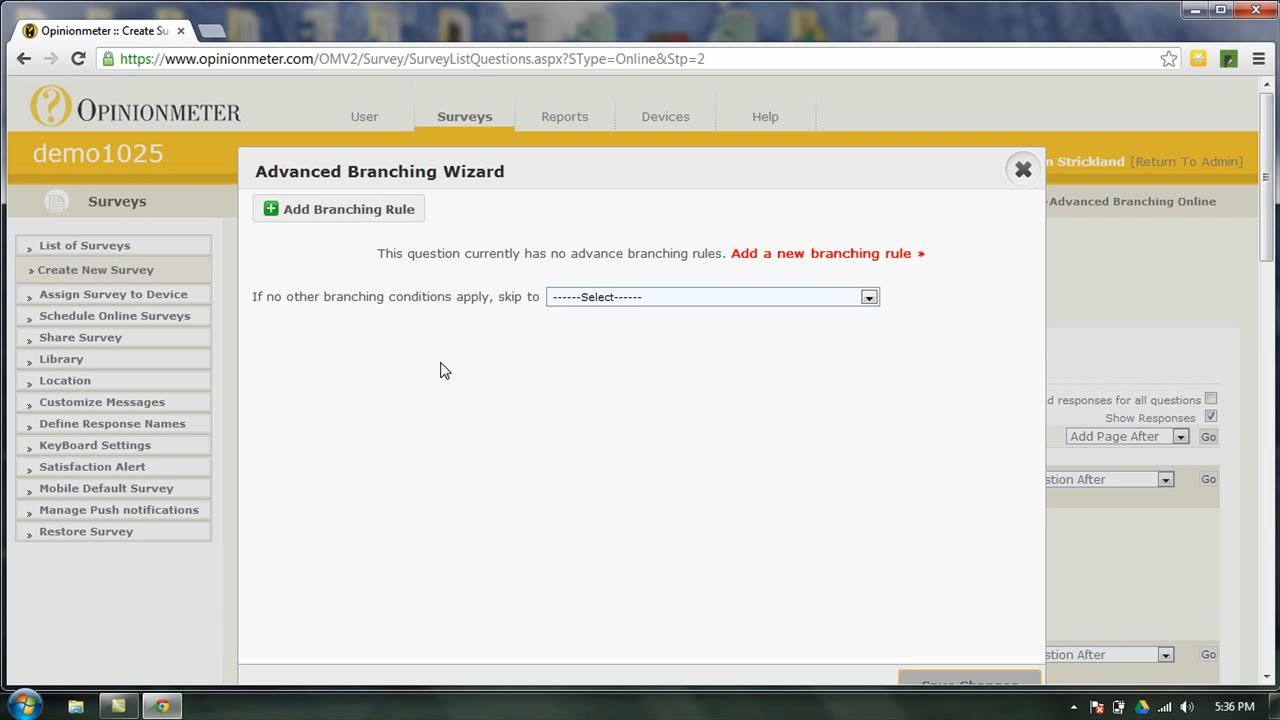 Opinionmeter :: Create Su
https://www.opinionmeter.com/OMV2/Survey/SurveyListQuestions.aspx?SType=Online&Stp=2
OPINIONMETER
User
Surveys
Reports
Devices
Help
demo1025
n Strickland [Return To Admin]
Surveys
-Advanced Branching Online
List of Surveys
Create New Survey
Assign Survey to Device
Schedule Online Surveys
Share Survey
Library
Location
Customize Messages
Define Response Names
KeyBoard Settings
Satisfaction Alert
Mobile Default Survey
Manage Push notifications
Restore Survey
Advanced Branching Wizard
Add Branching Rule
This question currently has no advance branching rules. Add a new branching rule »
If no other branching conditions apply, skip to ------Select------
d responses for all questions
Show Responses
Add Page After Go
stion After Go
stion After Go
Save Changes
5:36 PM